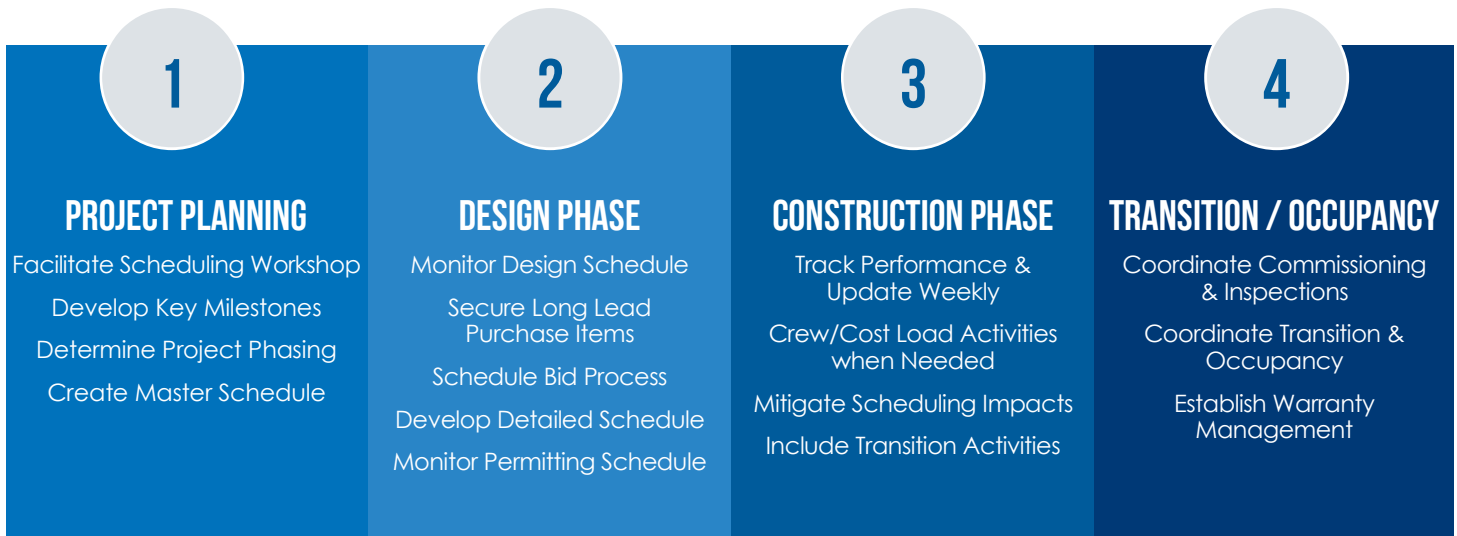 1
PROJECT PLANNING
Facilitate Scheduling Workshop
Develop Key Milestones
Determine Project Phasing
Create Master Schedule
2
DESIGN PHASE
Monitor Design Schedule
Secure Long Lead
Purchase Items
Schedule Bid Process
Develop Detailed Schedule
Monitor Permitting Schedule
3
CONSTRUCTION PHASE
Track Performance &
Update Weekly
Crew/Cost Load Activities
when Needed
Mitigate Scheduling Impacts
Include Transition Activities
4
TRANSITION / OCCUPANCY
Coordinate Commissioning
& Inspections
Coordinate Transition &
Occupancy
Establish Warranty
Management